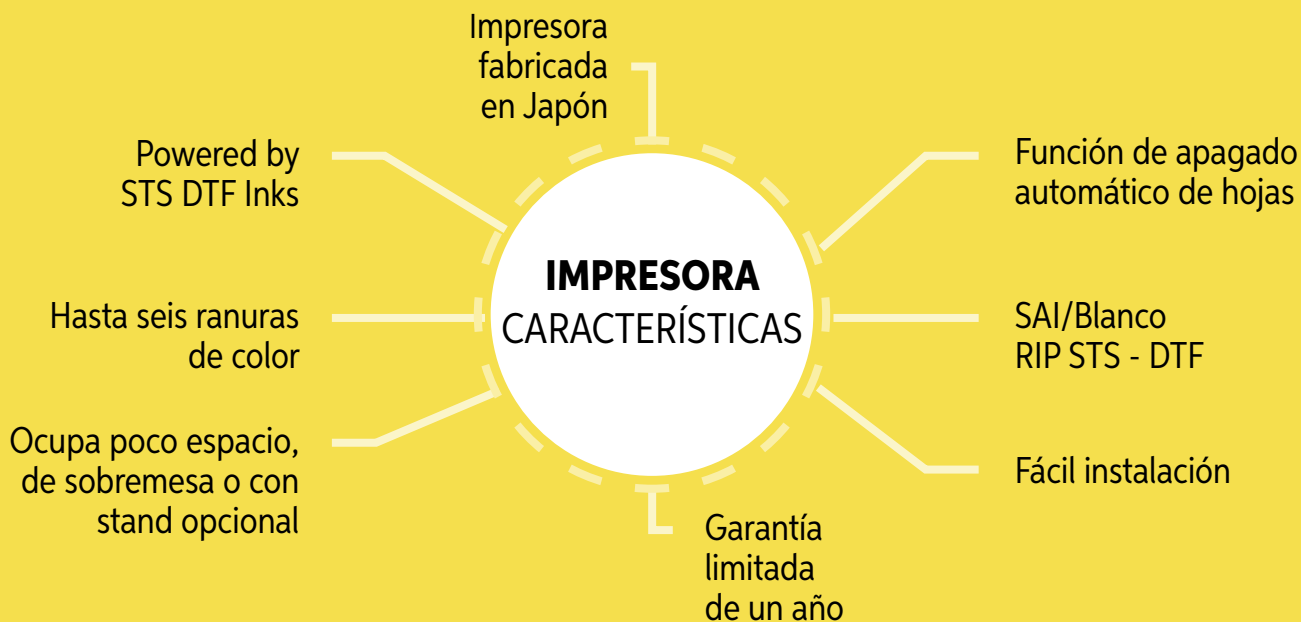 Impresora
fabricada
en Japón
Powered by
STS DTF Inks
Función de apagado
automático de hojas
IMPRESORA
CARACTERÍSTICAS
Hasta seis ranuras
de color
SAI/Blanco
RIP STS - DTF
Ocupa poco espacio,
de sobremesa o con
stand opcional
Fácil instalación
Garantía
limitada
de un año